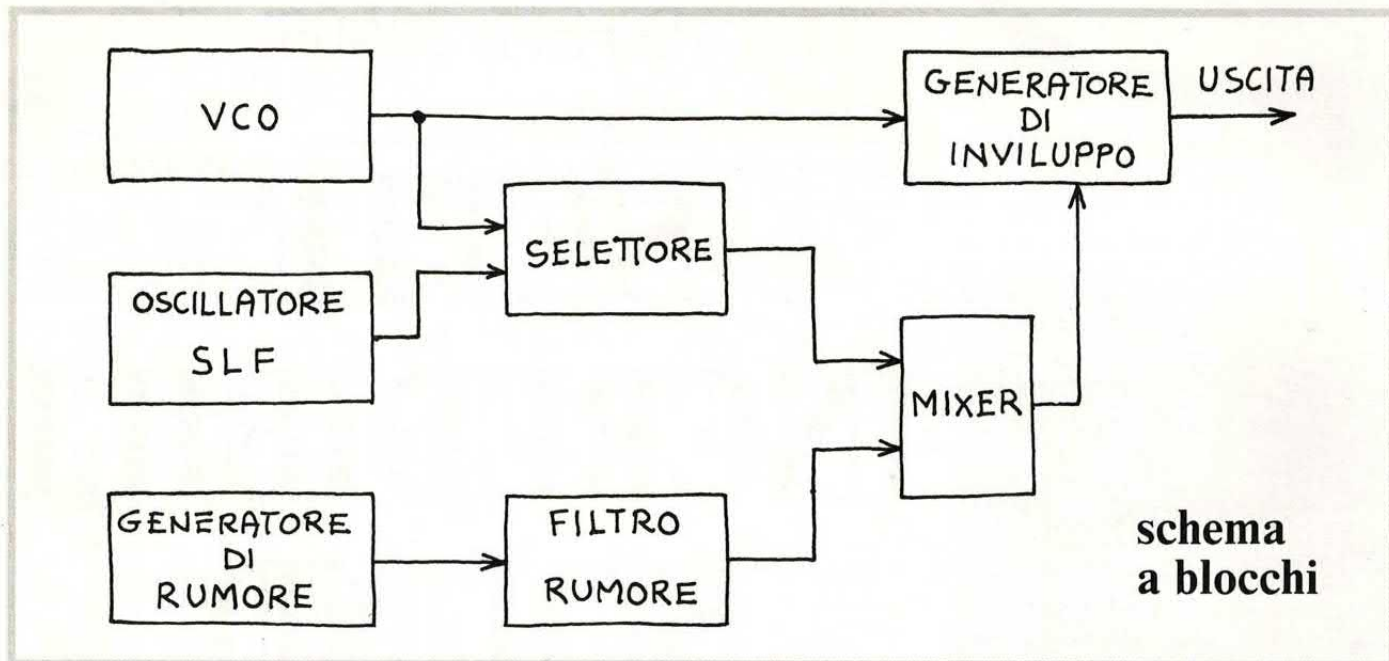 VCO
GENERATORE
DI
INVILUPPO
USCITA
SELETTORE
OSCILLATORE
SLF
MIXER
GENERATORE
DI
RUMORE
FILTRO
RUMORE
schema
a blocchi